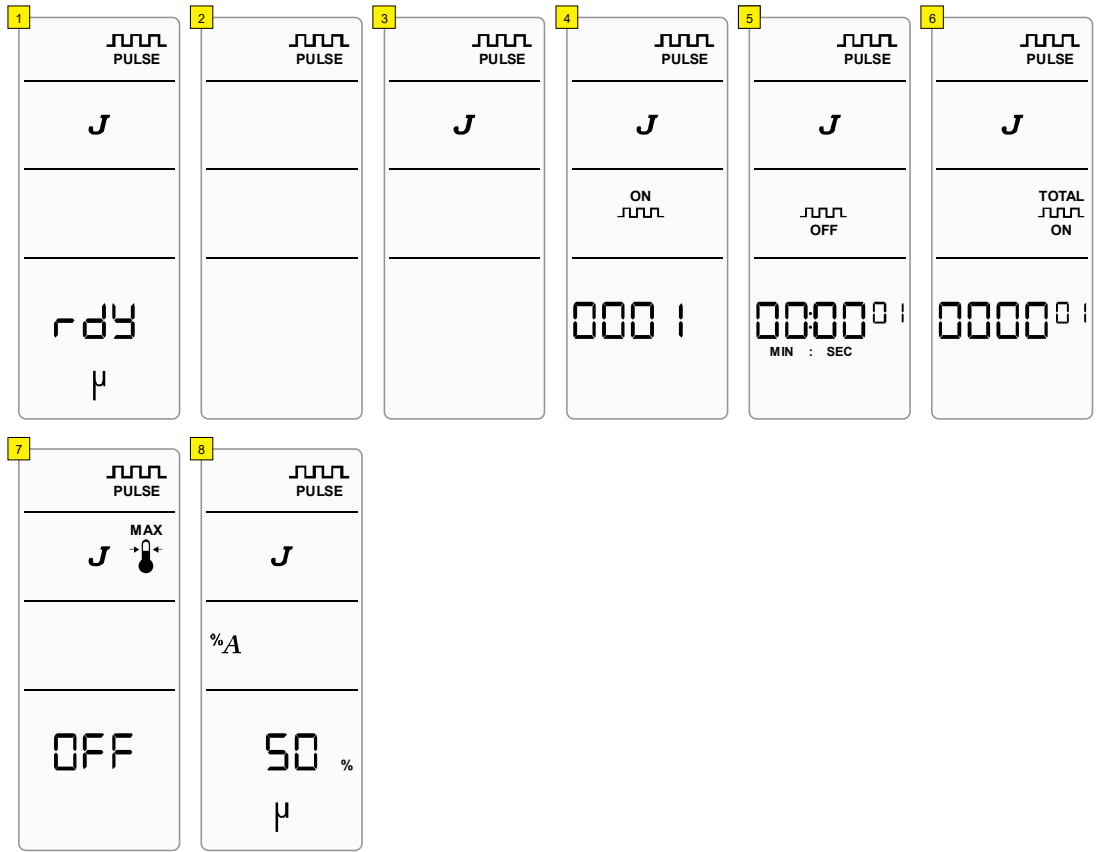 1
PULSE
J
rdY
µ
2
PULSE
3
PULSE
J
4
PULSE
J
ON
0001
5
PULSE
J
OFF
00:00 01
MIN : SEC
6
PULSE
J
TOTAL
ON
0000 01
7
PULSE
MAX
J
OFF
8
PULSE
J
%A
50 %
µ